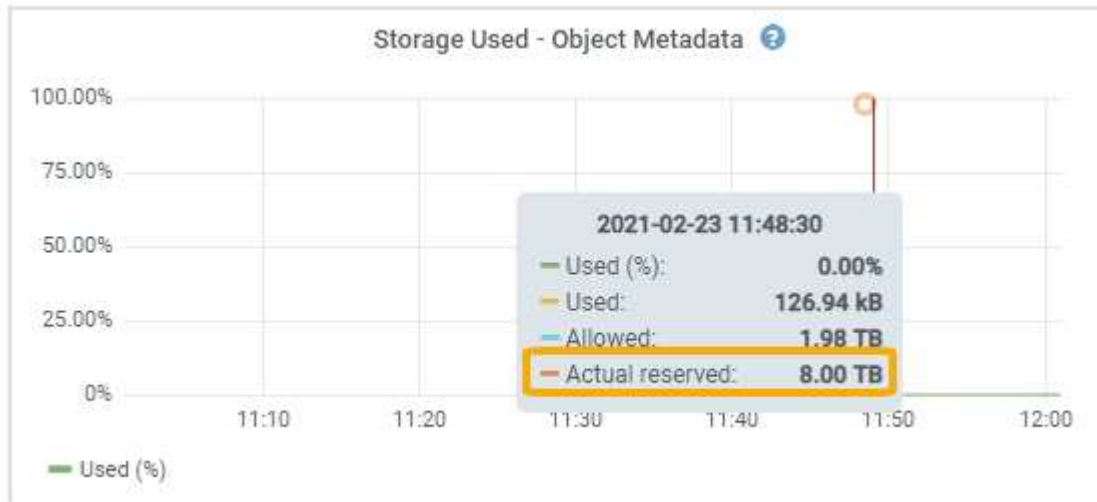 Storage Used - Object Metadata ?
100.00%
75.00%
50.00%
25.00%
0%
2021-02-23 11:48:30
Used (%): 0.00%
Used: 126.94 kB
Allowed: 1.98 TB
Actual reserved: 8.00 TB
11:10 11:20 11:30 11:40 11:50 12:00
Used (%)